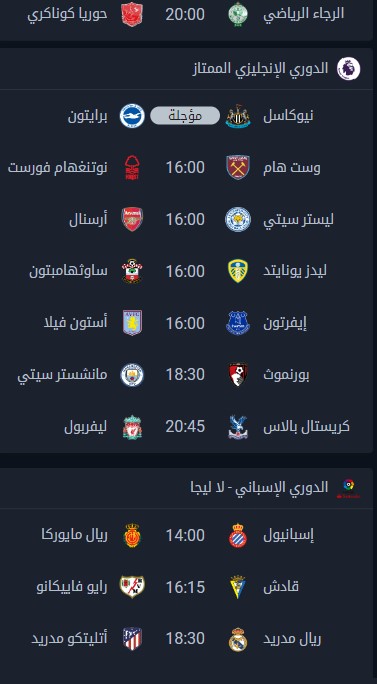 الرجاء الرياضي 20:00 حوريا كوناكري
الدوري الإنجليزي الممتاز
نيوكاسل مؤجلة برايتون
وست هام 16:00 نوتنغهام فورست
ليستر سيتي 16:00 أرسنال
ليدز يونايتد 16:00 ساوثهامبتون
إيفرتون 16:00 أستون فيلا
بورنموث 18:30 مانشستر سيتي
كريستال بالاس 20:45 ليفربول
الدوري الإسباني - لا ليجا
إسبانيول 14:00 ريال مايوركا
قادش 16:15 رايو فاييكانو
ريال مدريد 18:30 أتليتكو مدريد